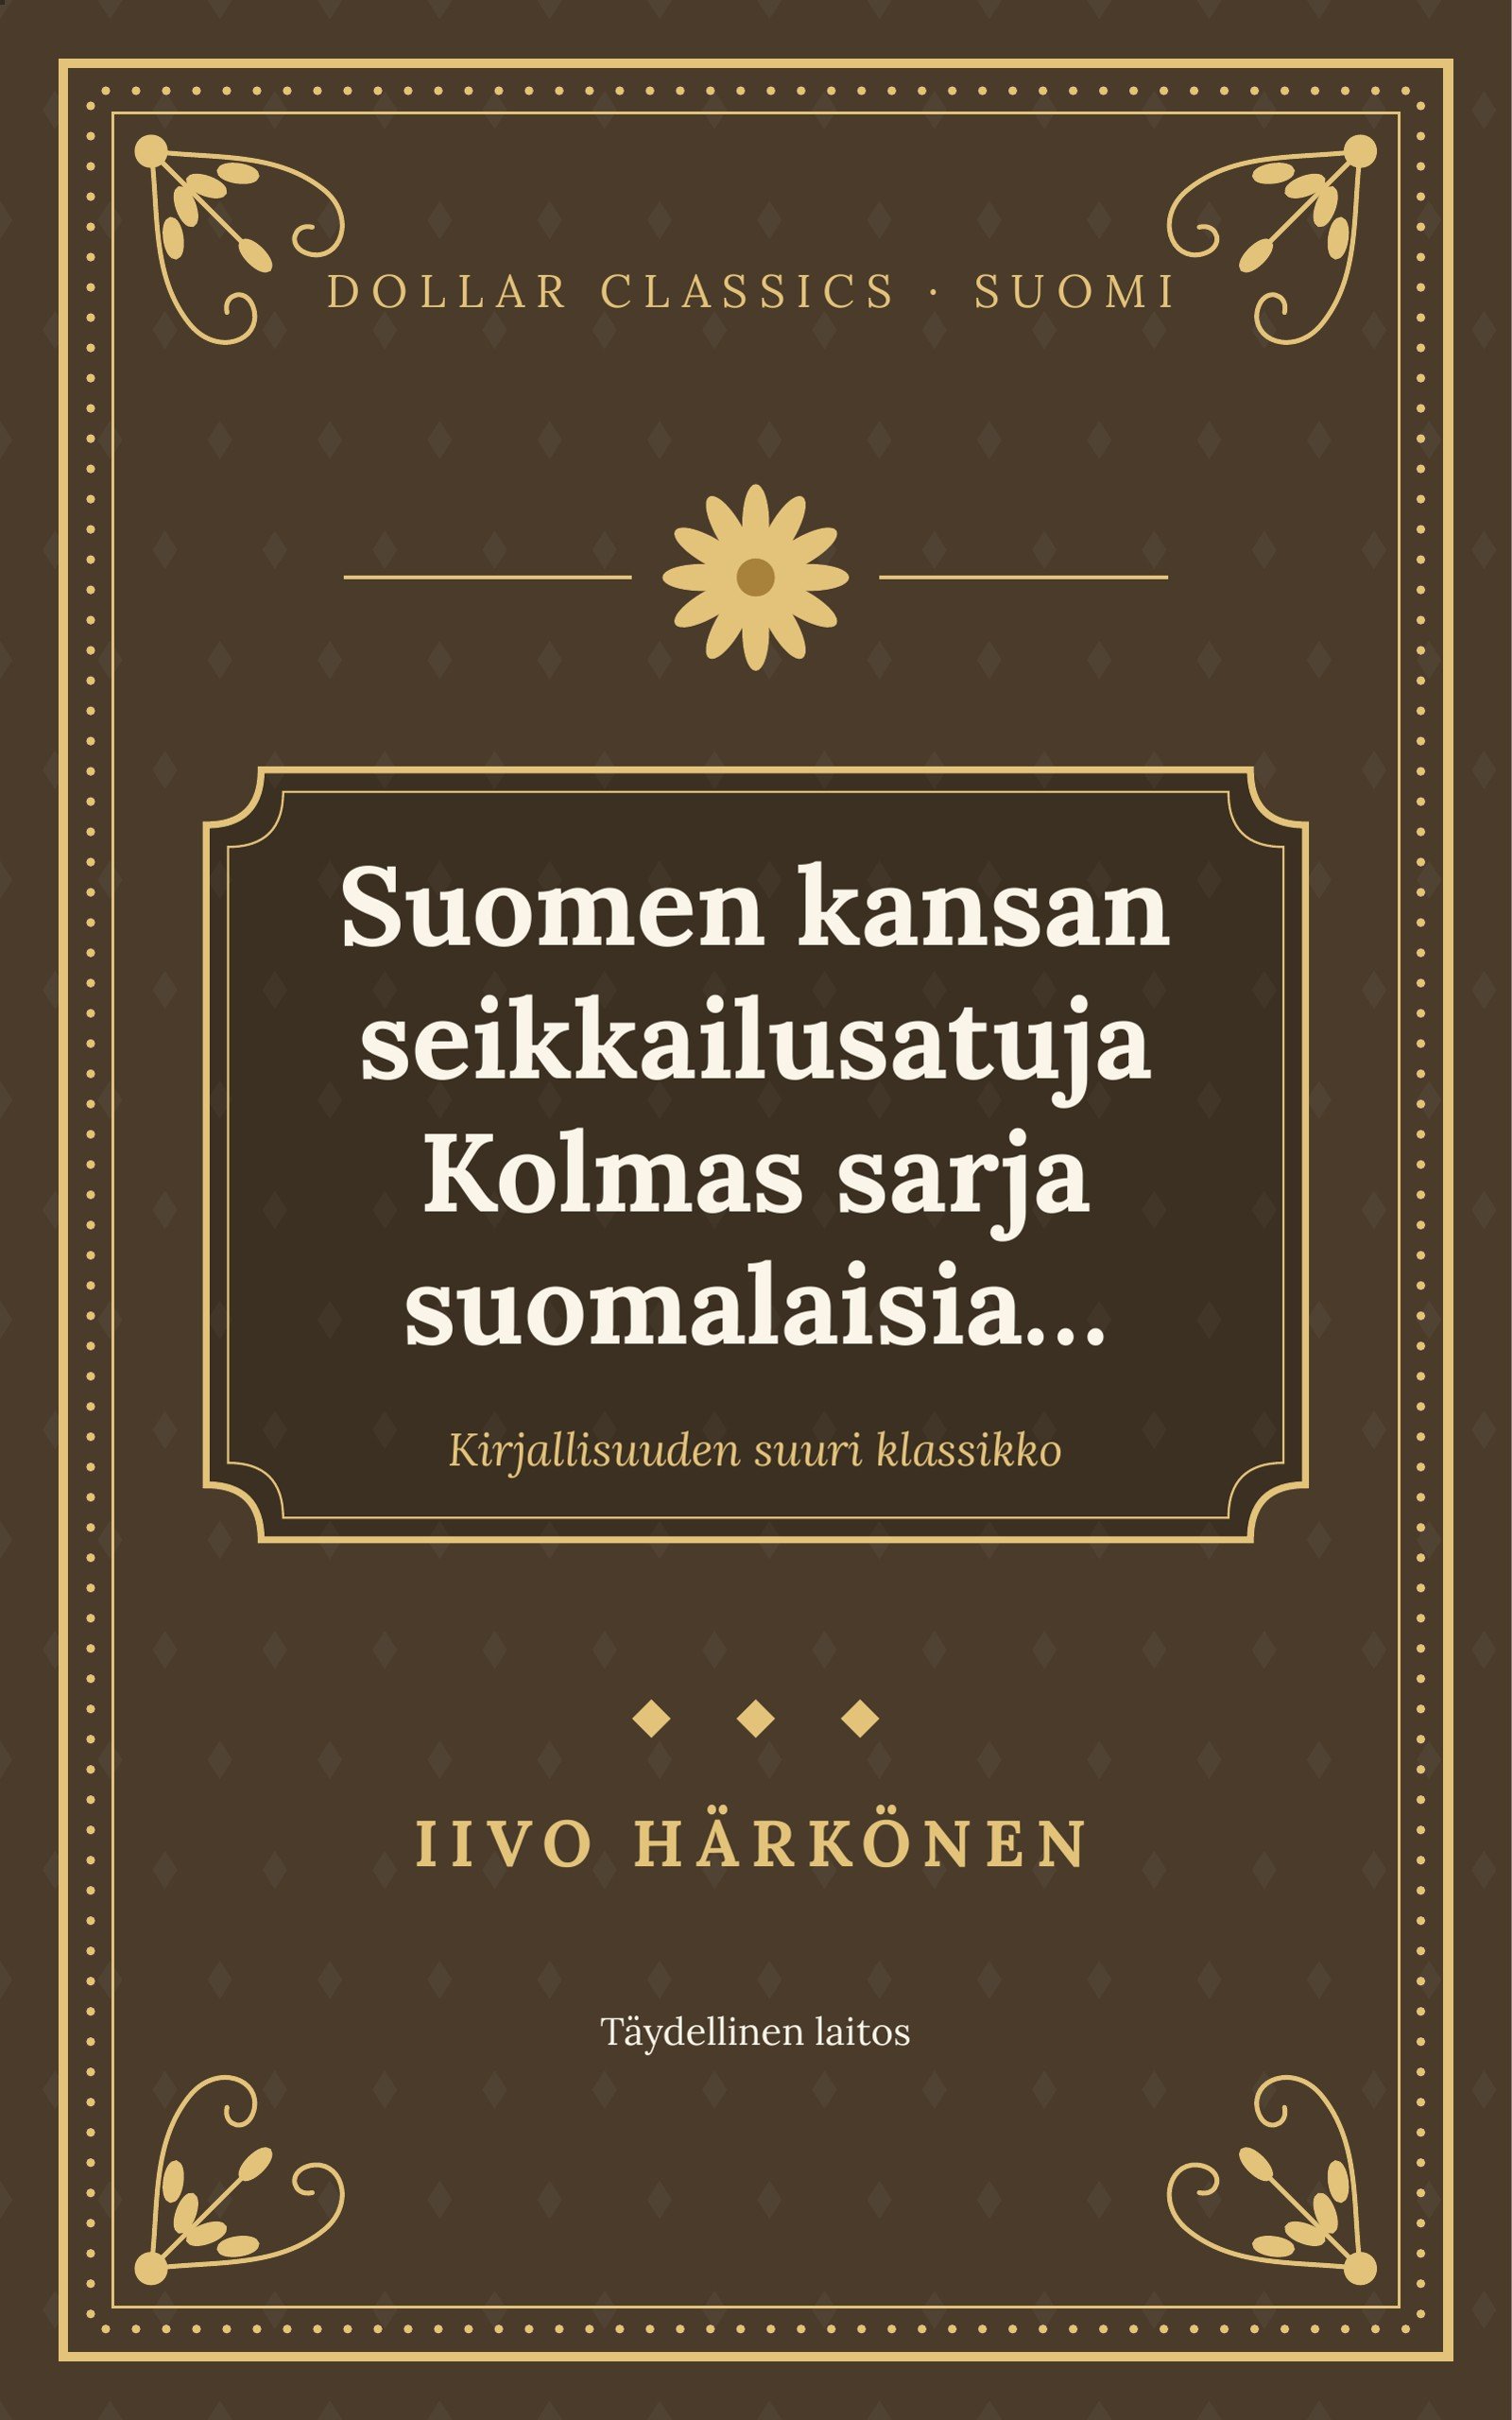 DOLLAR CLASSICS · SUOMI
Suomen kansan
seikkailusatuja
Kolmas sarja
suomalaisia...
Kirjallisuuden suuri klassikko
IIVO HÄRKÖNEN
Täydellinen laitos